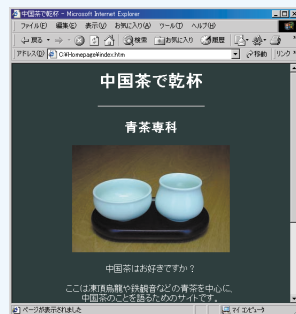 中国茶で乾杯 - Microsoft Internet Explorer
ファイル(F) 編集(E) 表示(V) お気に入り(A) ツール(T) ヘルプ(H)
戻る 検索 お気に入り 履歴
アドレス(D) C:¥Homepage¥index.htm 移動 リンク
中国茶で乾杯
青茶専科
中国茶はお好きですか？
ここは凍頂烏龍や鉄観音などの青茶を中心に、
中国茶のことを語るためのサイトです。
ページが表示されました マイ コンピュータ